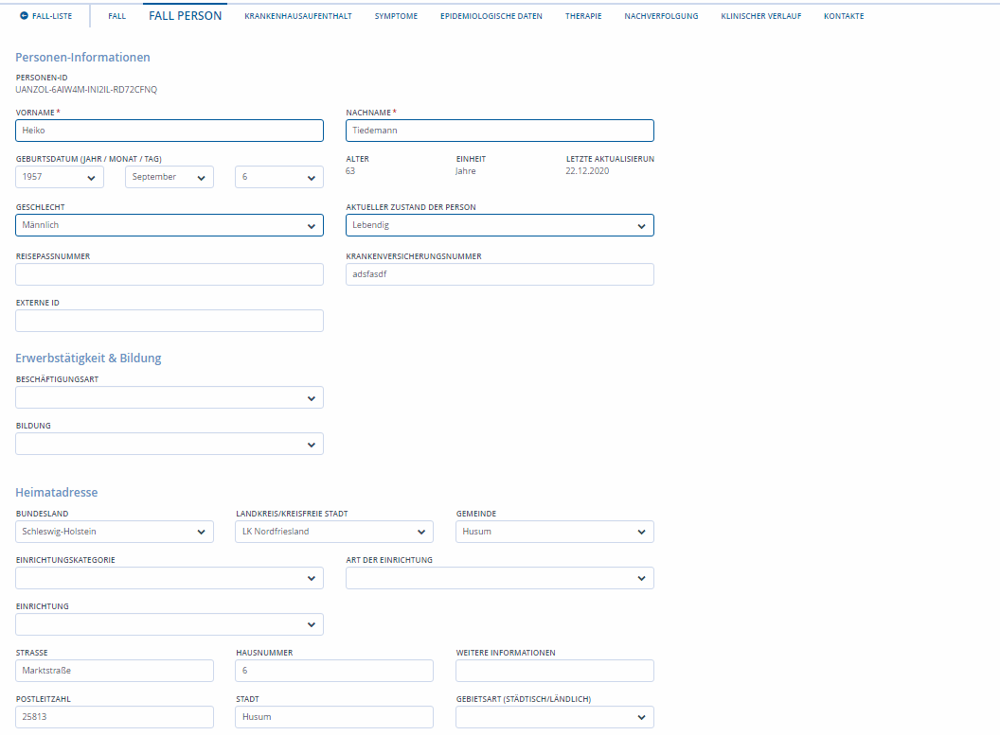 FALL-LISTE FALL FALL PERSON KRANKENHAUSAUFENTHALT SYMPTOME EPIDEMIOLOGISCHE DATEN THERAPIE NACHVERFOLGUNG KLINISCHER VERLAUF KONTAKTE
Personen-Informationen
PERSONEN-ID
UANZOL-6AIW4M-INI2IL-RD72CFNQ
VORNAME * NACHNAME *
Heiko Tiedemann
GEBURTSDATUM (JAHR / MONAT / TAG) ALTER EINHEIT LETZTE AKTUALISIERUN
1957 September 6 63 Jahre 22.12.2020
GESCHLECHT AKTUELLER ZUSTAND DER PERSON
Männlich Lebendig
REISEPASSNUMMER KRANKENVERSICHERUNGSNUMMER
adsfasdf
EXTERNE ID
Erwerbstätigkeit & Bildung
BESCHÄFTIGUNGSART
BILDUNG
Heimatadresse
BUNDESLAND LANDKREIS/KREISFREIE STADT GEMEINDE
Schleswig-Holstein LK Nordfriesland Husum
EINRICHTUNGSKATEGORIE ART DER EINRICHTUNG
EINRICHTUNG
STRASSE HAUSNUMMER WEITERE INFORMATIONEN
Marktstraße 6
POSTLEITZAHL STADT GEBIETSART (STÄDTISCH/LÄNDLICH)
25813 Husum